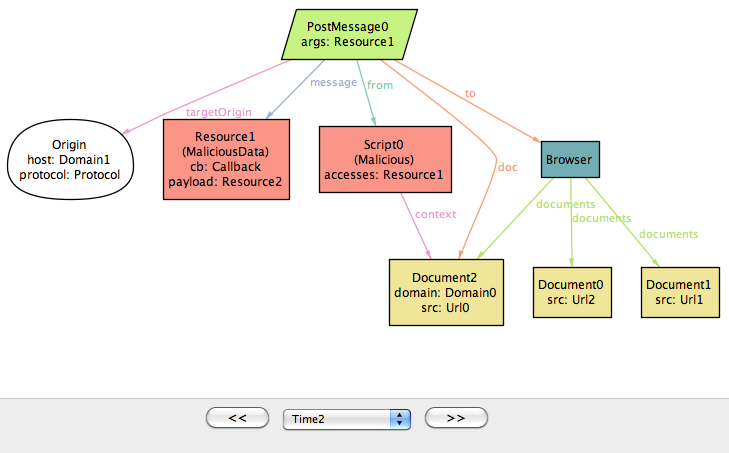 PostMessage0
args: Resource1
message
from
to
targetOrigin
Origin
host: Domain1
protocol: Protocol
Resource1
(MaliciousData)
cb: Callback
payload: Resource2
Script0
(Malicious)
accesses: Resource1
Browser
doc
context
documents
documents
documents
Document2
domain: Domain0
src: Url0
Document0
src: Url2
Document1
src: Url1
<<
Time2
>>